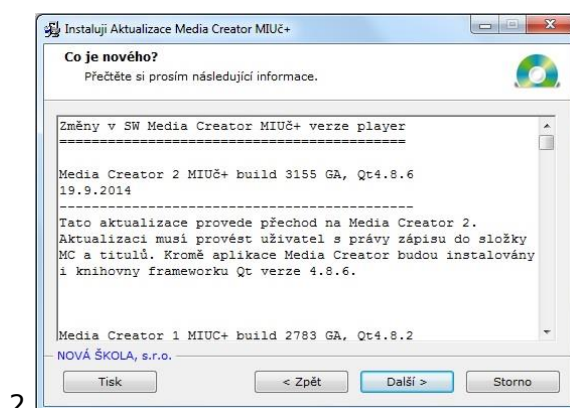 Instaluji Aktualizace Media Creator MIUč+
Co je nového?
Přečtěte si prosím následující informace.
Změny v SW Media Creator MIUč+ verze player
===========================================
Media Creator 2 MIUč+ build 3155 GA, Qt4.8.6
19.9.2014
--------------------------------------------
Tato aktualizace provede přechod na Media Creator 2.
Aktualizaci musí provést uživatel s právy zápisu do složky
MC a titulů. Kromě aplikace Media Creator budou instalovány
i knihovny frameworku Qt verze 4.8.6.
Media Creator 1 MIUC+ build 2783 GA, Qt4.8.2
NOVÁ ŠKOLA, s.r.o.
Tisk
< Zpět
Další >
Storno
2